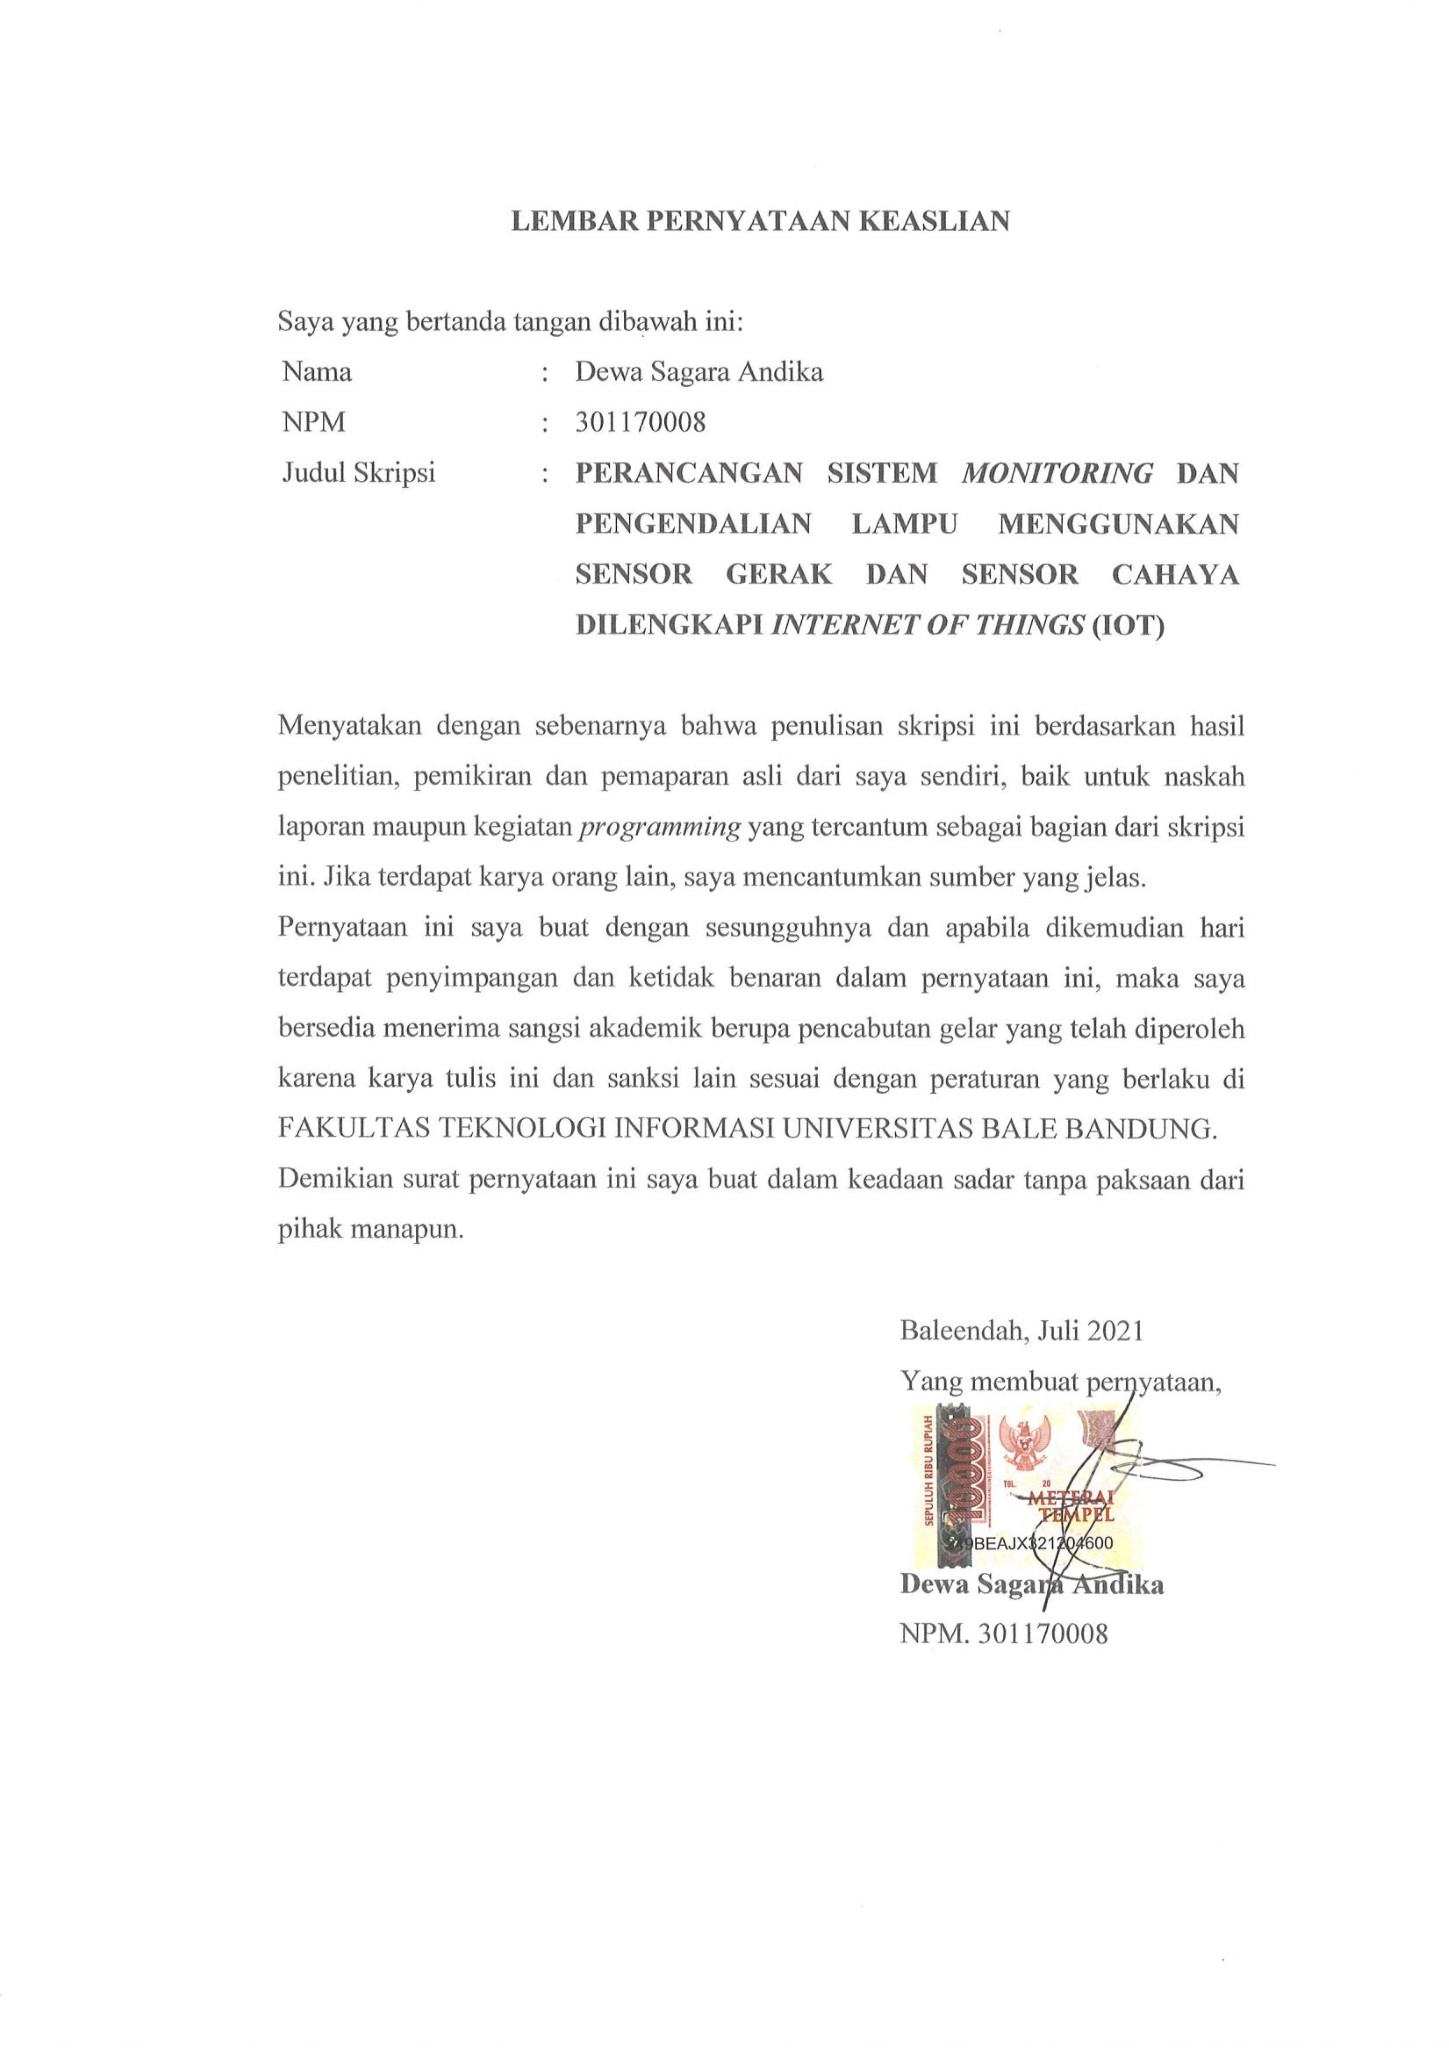 LEMBAR PERNYATAAN KEASLIAN
Saya yang bertanda tangan dibawah ini:
Nama : Dewa Sagara Andika
NPM : 301170008
Judul Skripsi : PERANCANGAN SISTEM MONITORING DAN
PENGENDALIAN LAMPU MENGGUNAKAN
SENSOR GERAK DAN SENSOR CAHAYA
DILENGKAPI INTERNET OF THINGS (IOT)
Menyatakan dengan sebenarnya bahwa penulisan skripsi ini berdasarkan hasil
penelitian, pemikiran dan pemaparan asli dari saya sendiri, baik untuk naskah
laporan maupun kegiatan programming yang tercantum sebagai bagian dari skripsi
ini. Jika terdapat karya orang lain, saya mencantumkan sumber yang jelas.
Pernyataan ini saya buat dengan sesungguhnya dan apabila dikemudian hari
terdapat penyimpangan dan ketidak benaran dalam pernyataan ini, maka saya
bersedia menerima sangsi akademik berupa pencabutan gelar yang telah diperoleh
karena karya tulis ini dan sanksi lain sesuai dengan peraturan yang berlaku di
FAKULTAS TEKNOLOGI INFORMASI UNIVERSITAS BALE BANDUNG.
Demikian surat pernyataan ini saya buat dalam keadaan sadar tanpa paksaan dari
pihak manapun.
Baleendah, Juli 2021
Yang membuat pernyataan,
SEPULUH RIBU RUPIAH
10000
TGL. 20
METERAI
TEMPEL
Dewa Sagara Andika
NPM. 301170008